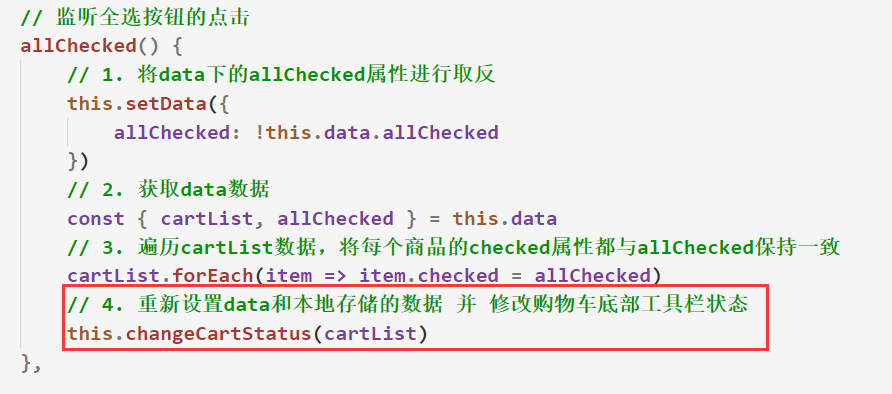 // 监听全选按钮的点击
allChecked() {
// 1. 将data下的allChecked属性进行取反
this.setData({
allChecked: !this.data.allChecked
})
// 2. 获取data数据
const { cartList, allChecked } = this.data
// 3. 遍历cartList数据，将每个商品的checked属性都与allChecked保持一致
cartList.forEach(item => item.checked = allChecked)
// 4. 重新设置data和本地存储的数据 并 修改购物车底部工具栏状态
this.changeCartStatus(cartList)
},